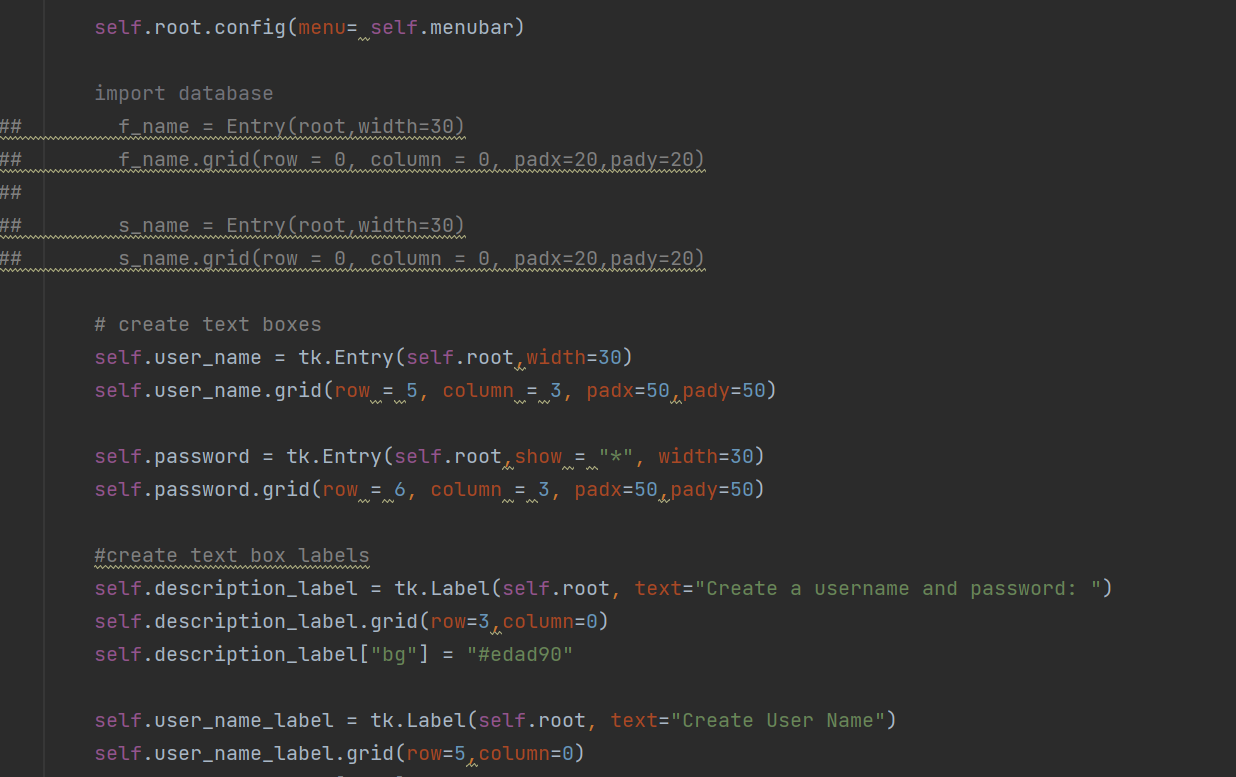 self.root.config(menu= self.menubar)
import database
##        f_name = Entry(root,width=30)
##        f_name.grid(row = 0, column = 0, padx=20,pady=20)
##
##        s_name = Entry(root,width=30)
##        s_name.grid(row = 0, column = 0, padx=20,pady=20)
# create text boxes
self.user_name = tk.Entry(self.root,width=30)
self.user_name.grid(row = 5, column = 3, padx=50,pady=50)
self.password = tk.Entry(self.root,show = "*", width=30)
self.password.grid(row = 6, column = 3, padx=50,pady=50)
#create text box labels
self.description_label = tk.Label(self.root, text="Create a username and password: ")
self.description_label.grid(row=3,column=0)
self.description_label["bg"] = "#edad90"
self.user_name_label = tk.Label(self.root, text="Create User Name")
self.user_name_label.grid(row=5,column=0)